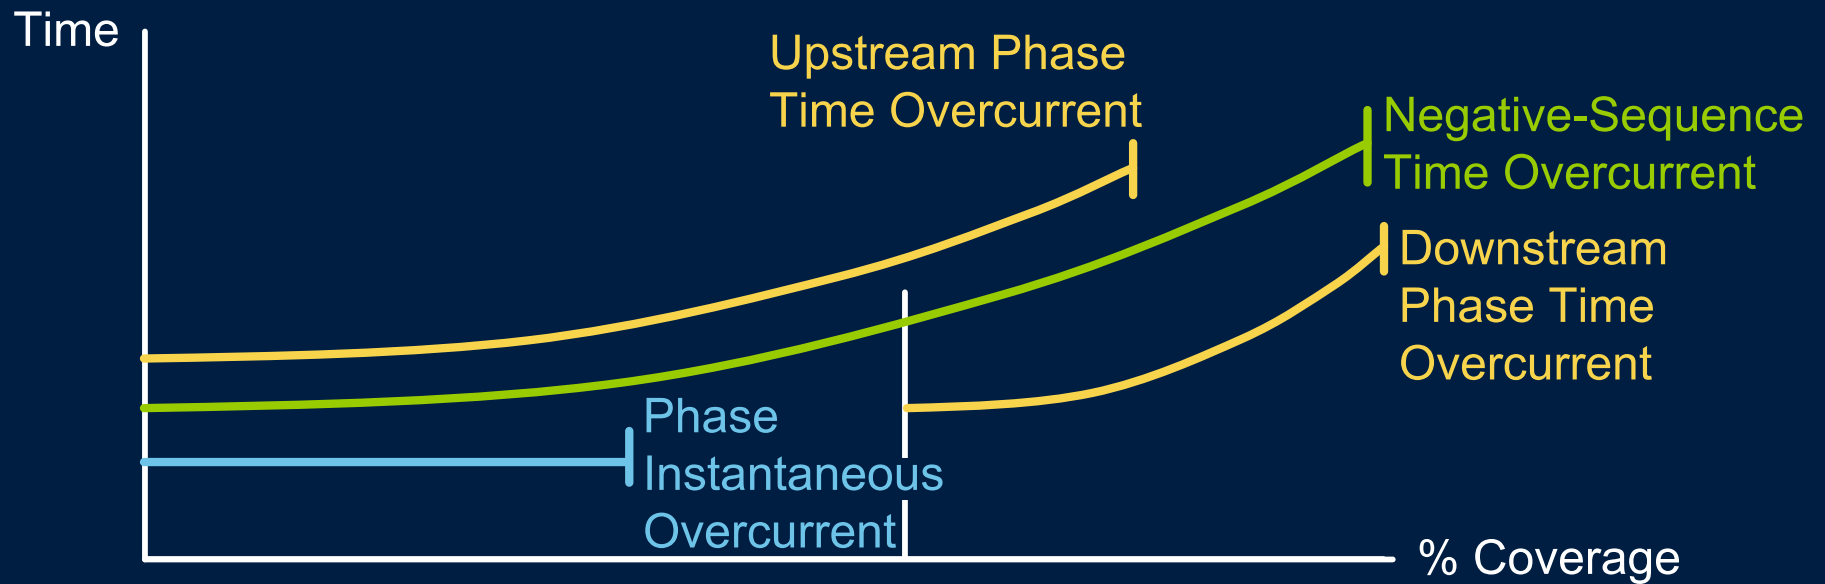 Time
Upstream Phase
Time Overcurrent
Negative-Sequence
Time Overcurrent
Downstream
Phase Time
Overcurrent
Phase
Instantaneous
Overcurrent
% Coverage